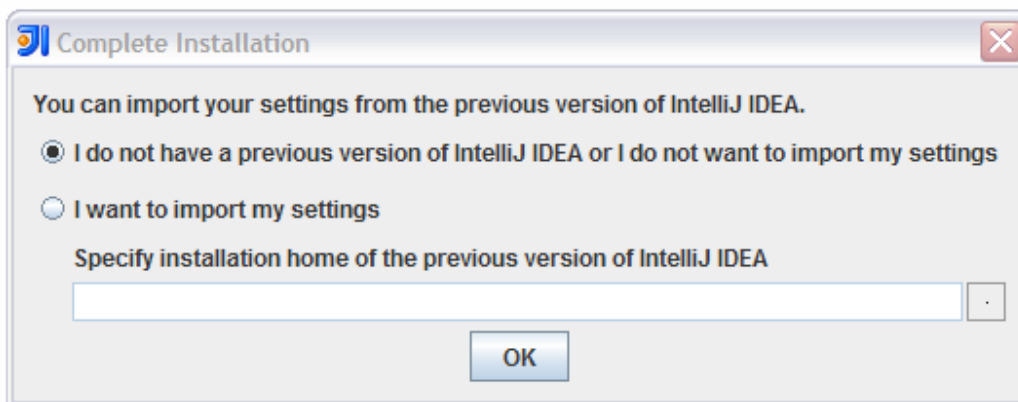 Complete Installation
You can import your settings from the previous version of IntelliJ IDEA.
I do not have a previous version of IntelliJ IDEA or I do not want to import my settings
I want to import my settings
Specify installation home of the previous version of IntelliJ IDEA
.
OK